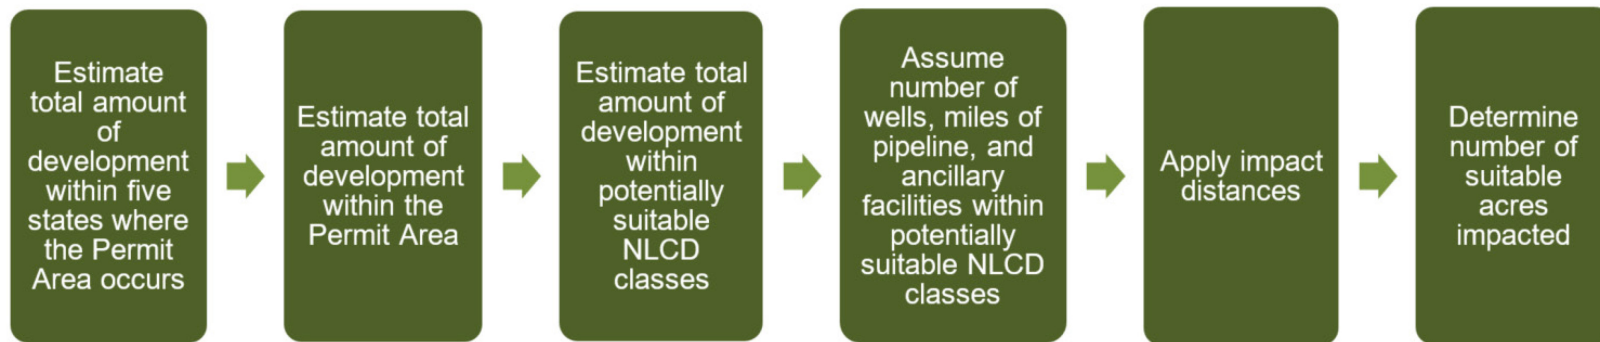 Estimate
total amount
of
development
within five
states where
the Permit
Area occurs
Estimate total
amount of
development
within the
Permit Area
Estimate total
amount of
development
within
potentially
suitable
NLCD
classes
Assume
number of
wells, miles of
pipeline, and
ancillary
facilities within
potentially
suitable NLCD
classes
Apply impact
distances
Determine
number of
suitable
acres
impacted